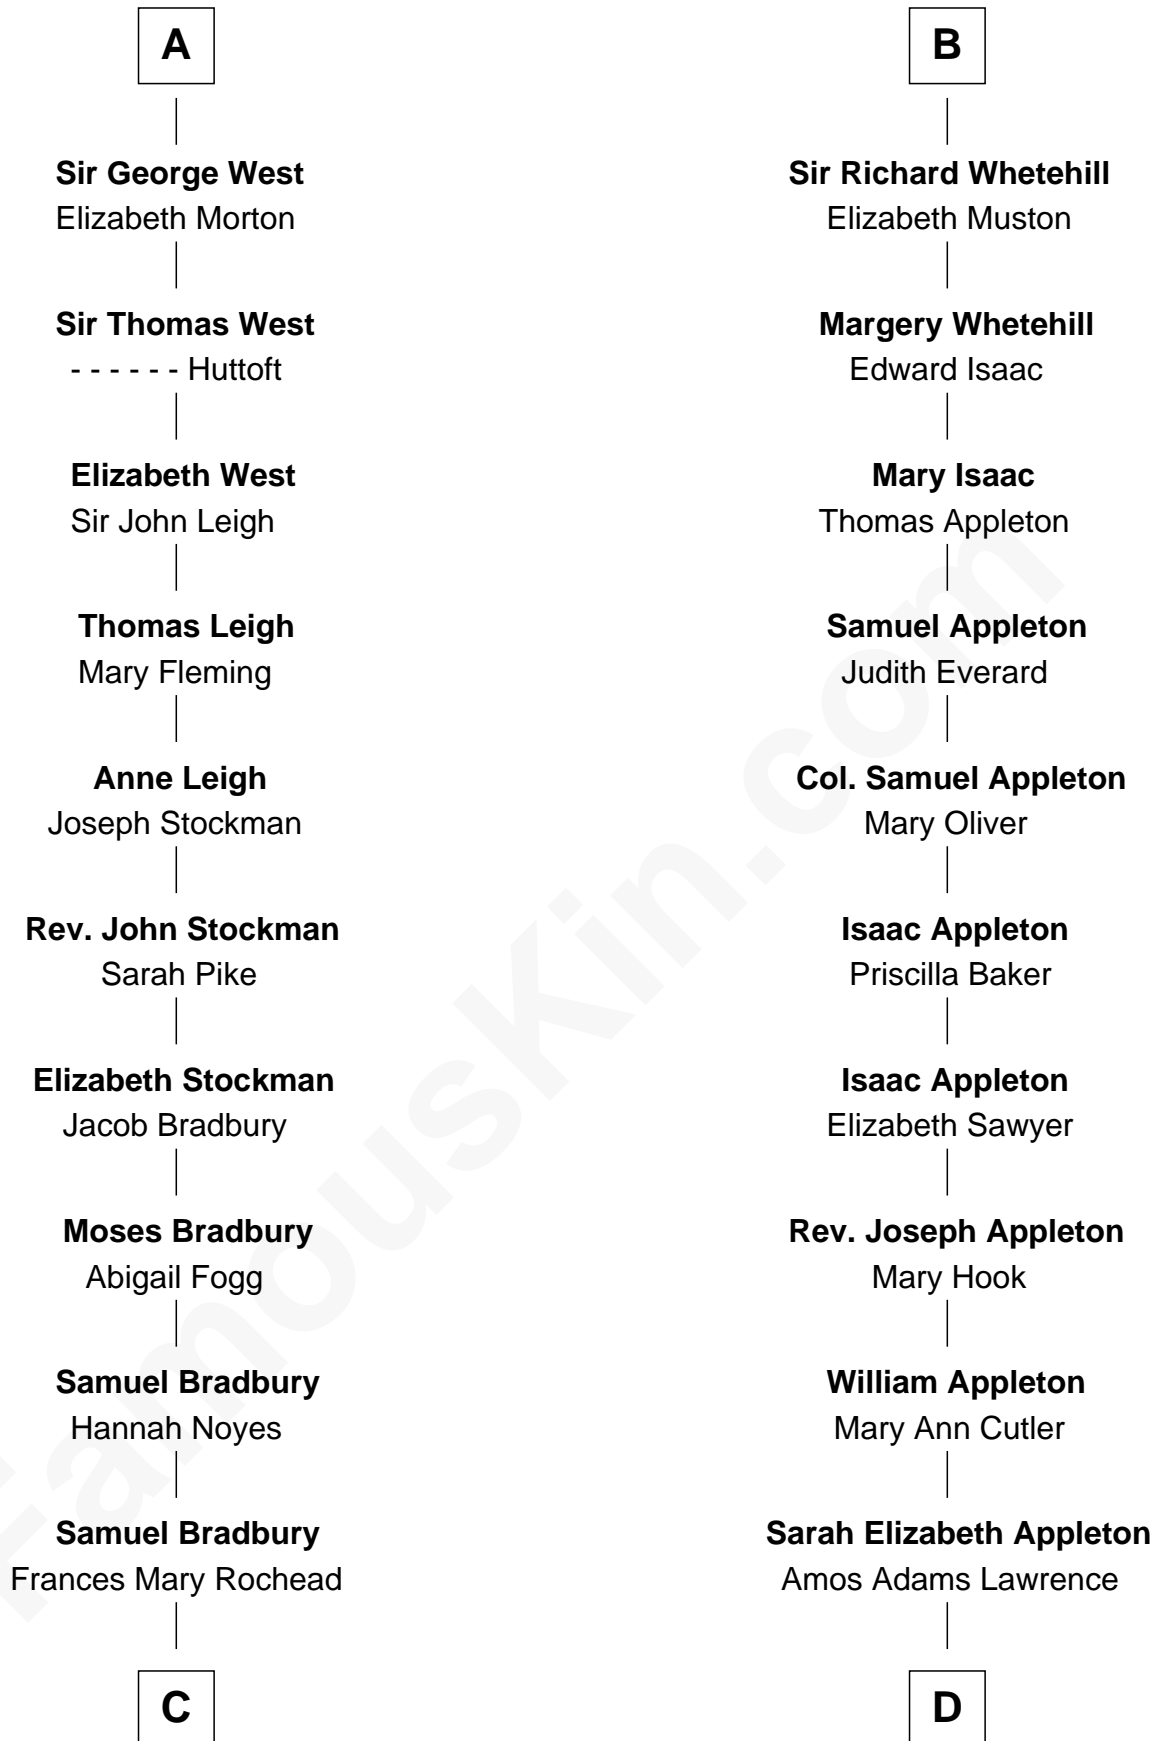 A
Sir George West
Elizabeth Morton
Sir Thomas West
- - - - - - Huttoft
Elizabeth West
Sir John Leigh
Thomas Leigh
Mary Fleming
Anne Leigh
Joseph Stockman
Rev. John Stockman
Sarah Pike
Elizabeth Stockman
Jacob Bradbury
Moses Bradbury
Abigail Fogg
Samuel Bradbury
Hannah Noyes
Samuel Bradbury
Frances Mary Rochead
C
B
Sir Richard Whetehill
Elizabeth Muston
Margery Whetehill
Edward Isaac
Mary Isaac
Thomas Appleton
Samuel Appleton
Judith Everard
Col. Samuel Appleton
Mary Oliver
Isaac Appleton
Priscilla Baker
Isaac Appleton
Elizabeth Sawyer
Rev. Joseph Appleton
Mary Hook
William Appleton
Mary Ann Cutler
Sarah Elizabeth Appleton
Amos Adams Lawrence
D
FamousKin.com